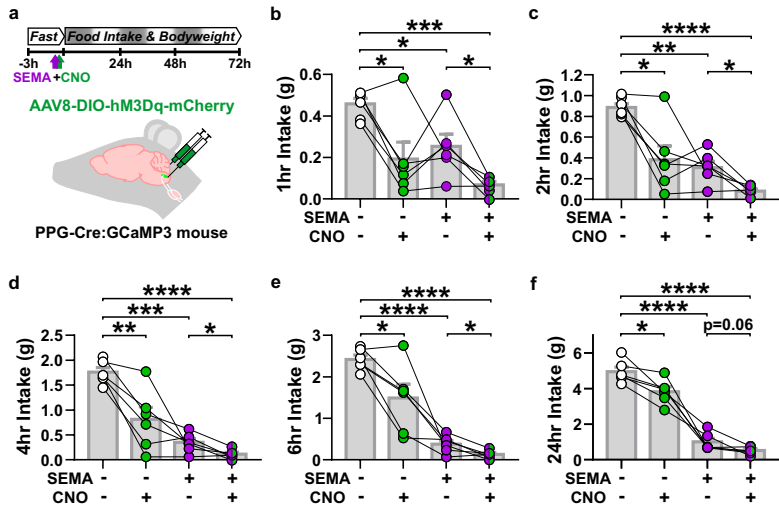 a
Fast
Food Intake & Bodyweight
-3h 24h 48h 72h
SEMA+CNO
AAV8-DIO-hM3Dq-mCherry
PPG-Cre:GCaMP3 mouse
b
***
*
* *
1hr Intake (g)
0.6
0.4
0.2
0.0
SEMA - - + +
CNO - + - +
c
****
**
* *
2hr Intake (g)
1.0
0.8
0.6
0.4
0.2
0.0
SEMA - - + +
CNO - + - +
d
****
***
** *
4hr Intake (g)
2.5
2.0
1.5
1.0
0.5
0.0
SEMA - - + +
CNO - + - +
e
****
****
* *
6hr Intake (g)
3
2
1
0
SEMA - - + +
CNO - + - +
f
****
****
* p=0.06
24hr Intake (g)
6
4
2
0
SEMA - - + +
CNO - + - +